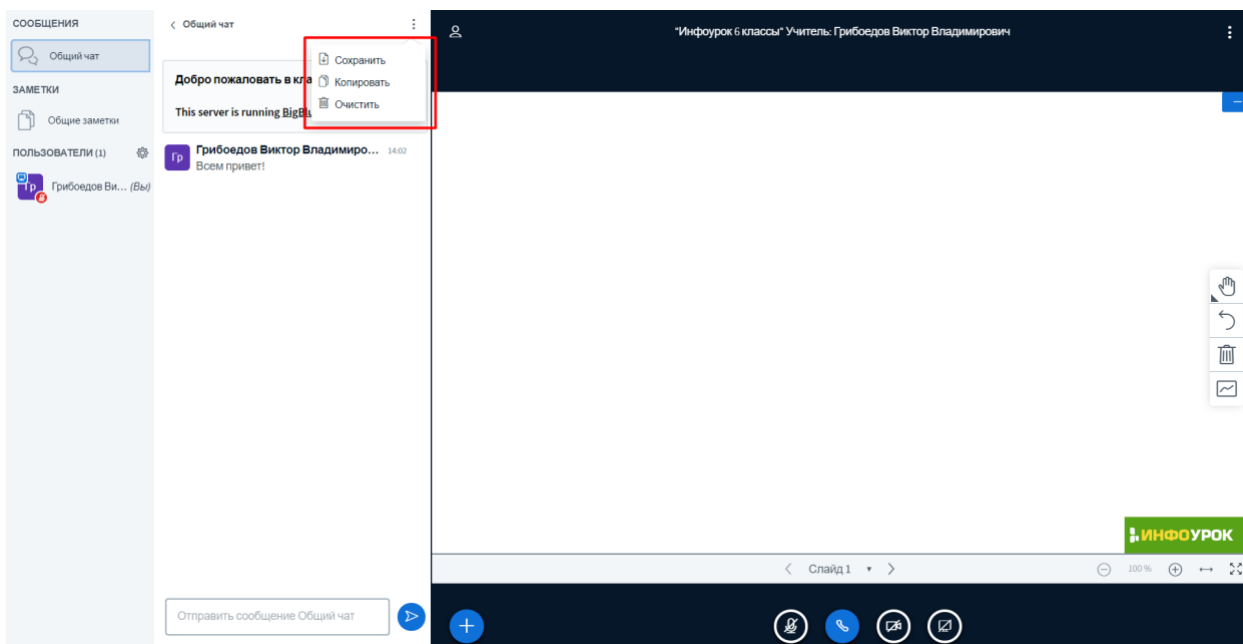 СООБЩЕНИЯ
Общий чат
ЗАМЕТКИ
Общие заметки
ПОЛЬЗОВАТЕЛИ (1)
Гр
Грибоедов Ви... (Вы)
Общий чат
Сохранить
Копировать
Очистить
Добро пожаловать в
This server is running
Гр
Грибоедов Виктор Владимиро... 14:02
Всем привет!
Отправить сообщение Общий чат
"Инфоурок 6 классы" Учитель: Грибоедов Виктор Владимирович
ИНФОУРОК
Слайд 1
100 %